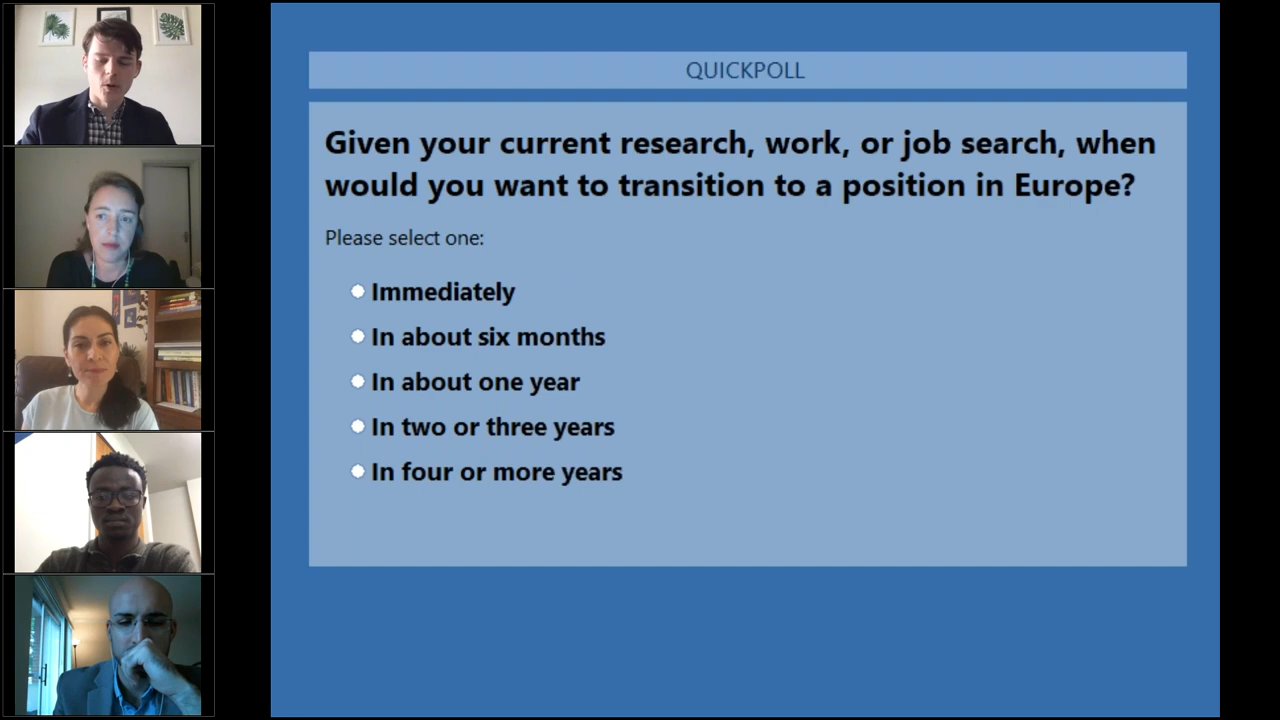 QUICKPOLL
Given your current research, work, or job search, when
would you want to transition to a position in Europe?
Please select one:
Immediately
In about six months
In about one year
In two or three years
In four or more years